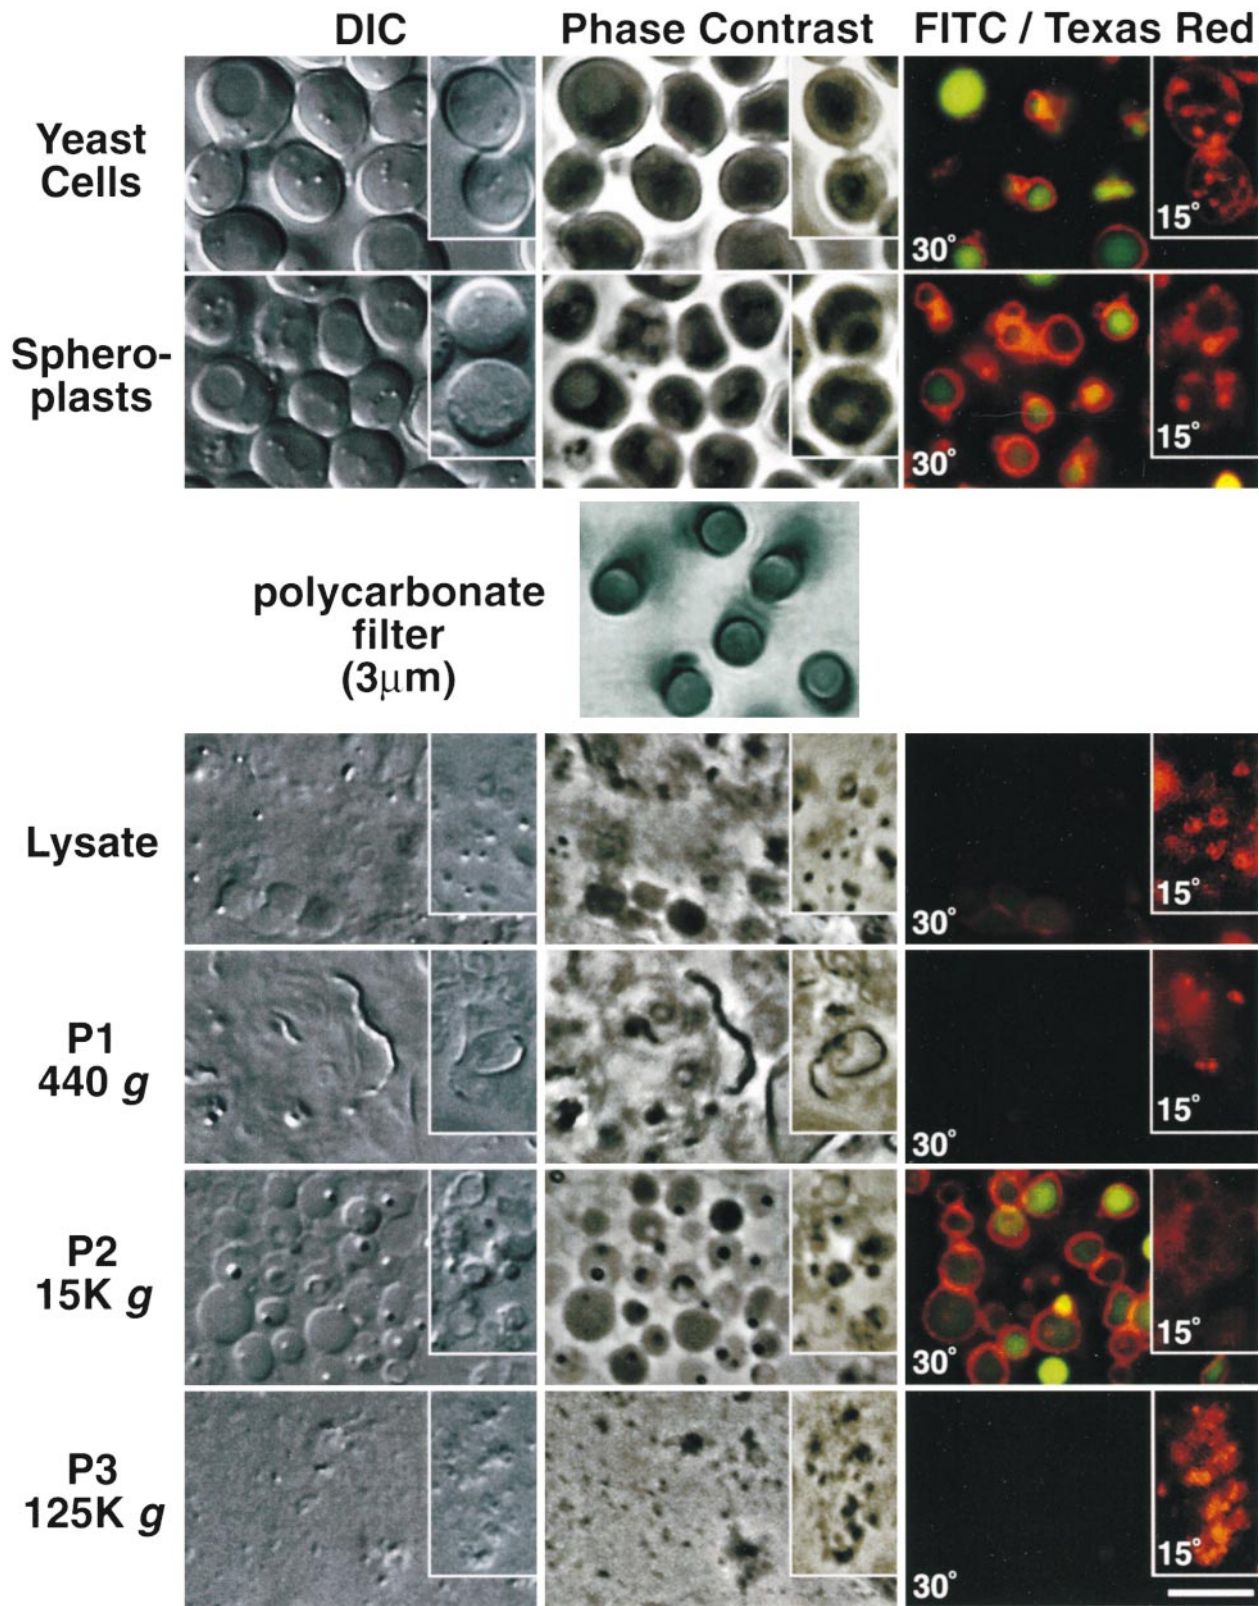 DIC Phase Contrast FITC / Texas Red
Yeast
Cells
15°
30°
Sphero-
plasts
15°
30°
polycarbonate
filter
(3μm)
Lysate
15°
30°
P1
440 g
15°
30°
P2
15K g
15°
30°
P3
125K g
15°
30°